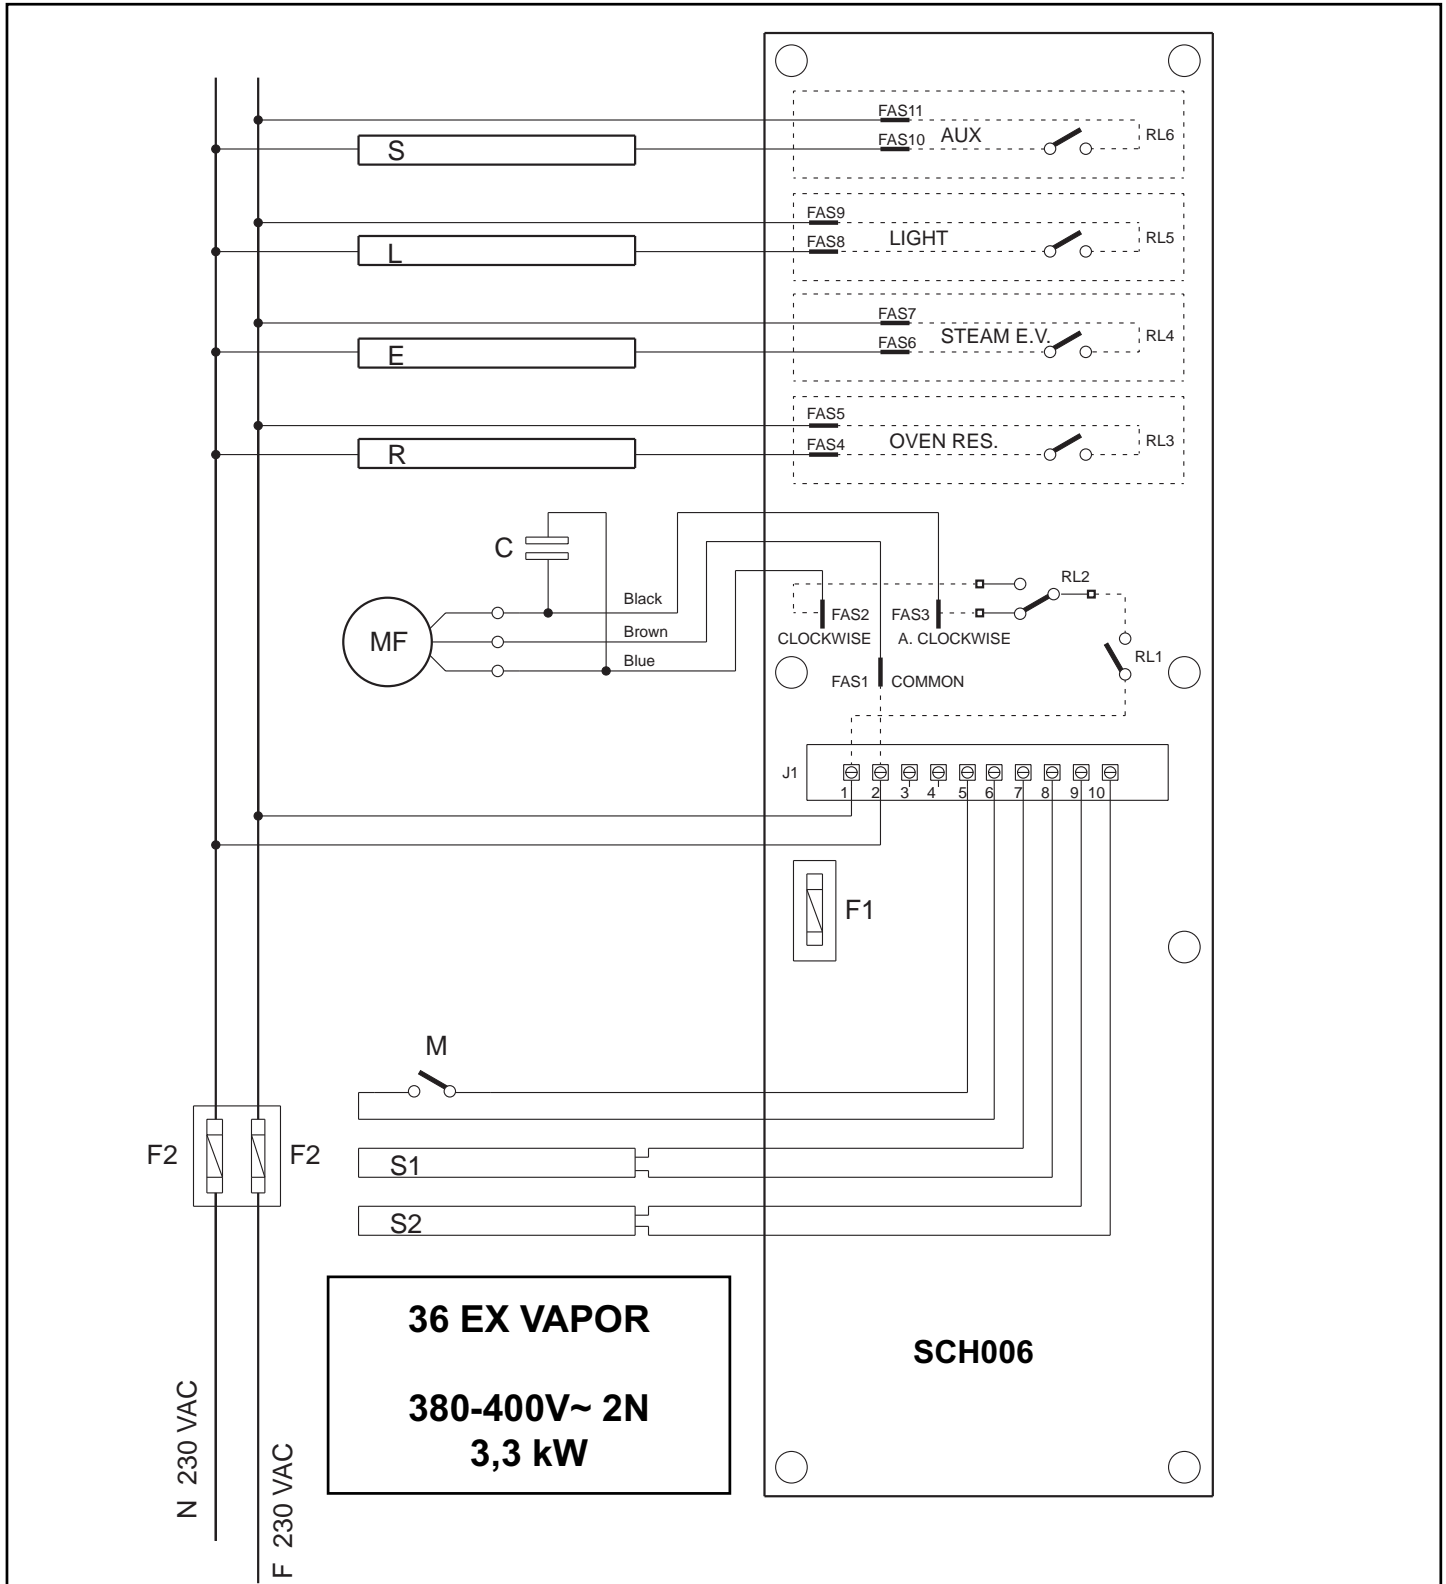 FAS11
S
FAS10
AUX
RL6
FAS9
L
FAS8
LIGHT
RL5
FAS7
E
FAS6
STEAM E.V.
RL4
FAS5
R
FAS4
OVEN RES.
RL3
C
RL2
Black
FAS2
FAS3
MF
Brown
CLOCKWISE
A. CLOCKWISE
Blue
RL1
FAS1
COMMON
J1
1 2 3 4 5 6 7 8 9 10
F1
M
F2
F2
S1
S2
36 EX VAPOR
380-400V~ 2N
3,3 kW
SCH006
N 230 VAC
F 230 VAC